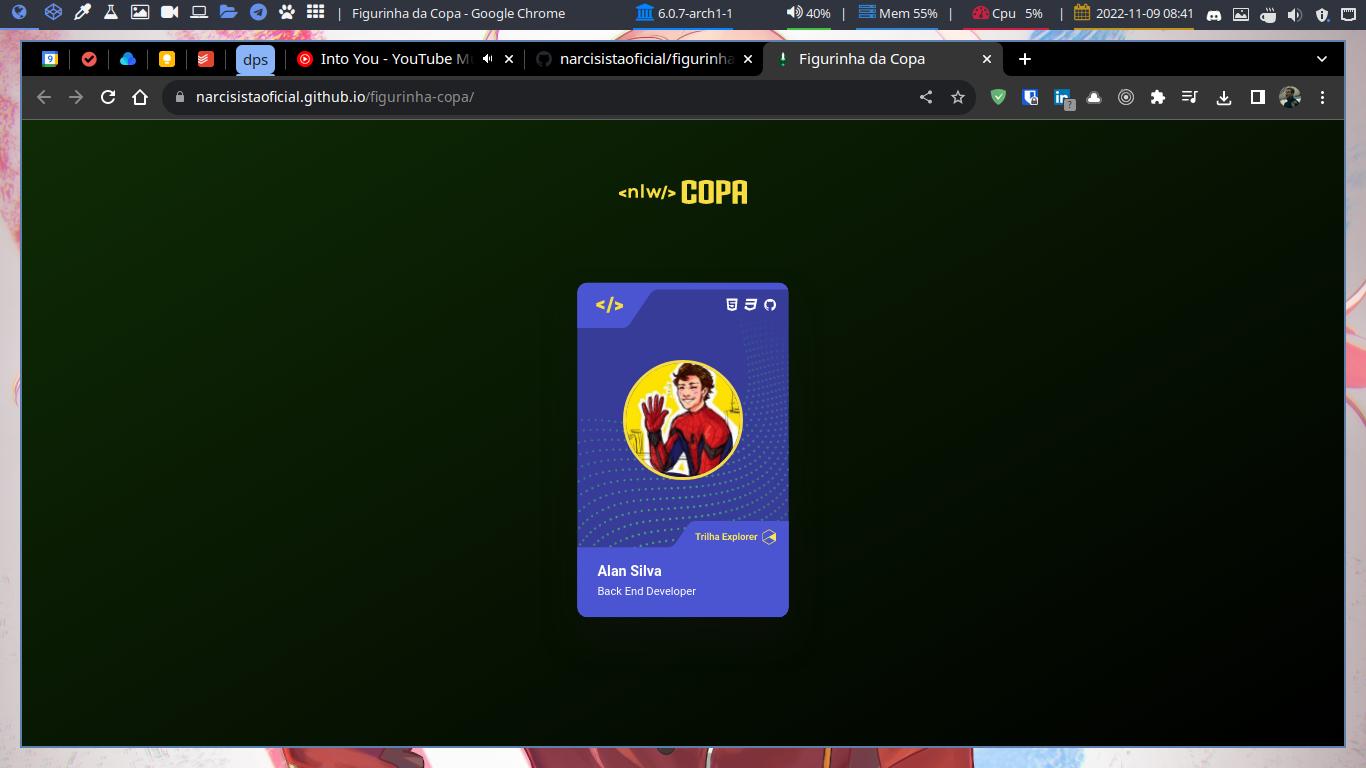 | Figurinha da Copa - Google Chrome 6.0.7-arch1-1 40% | Mem 55% | Cpu 5% | 2022-11-09 08:41
9 dps Into You - YouTube Mu narcisistaoficial/figurinha Figurinha da Copa
narcisistaoficial.github.io/figurinha-copa/
<nlw/> COPA
</>
Trilha Explorer
Alan Silva
Back End Developer